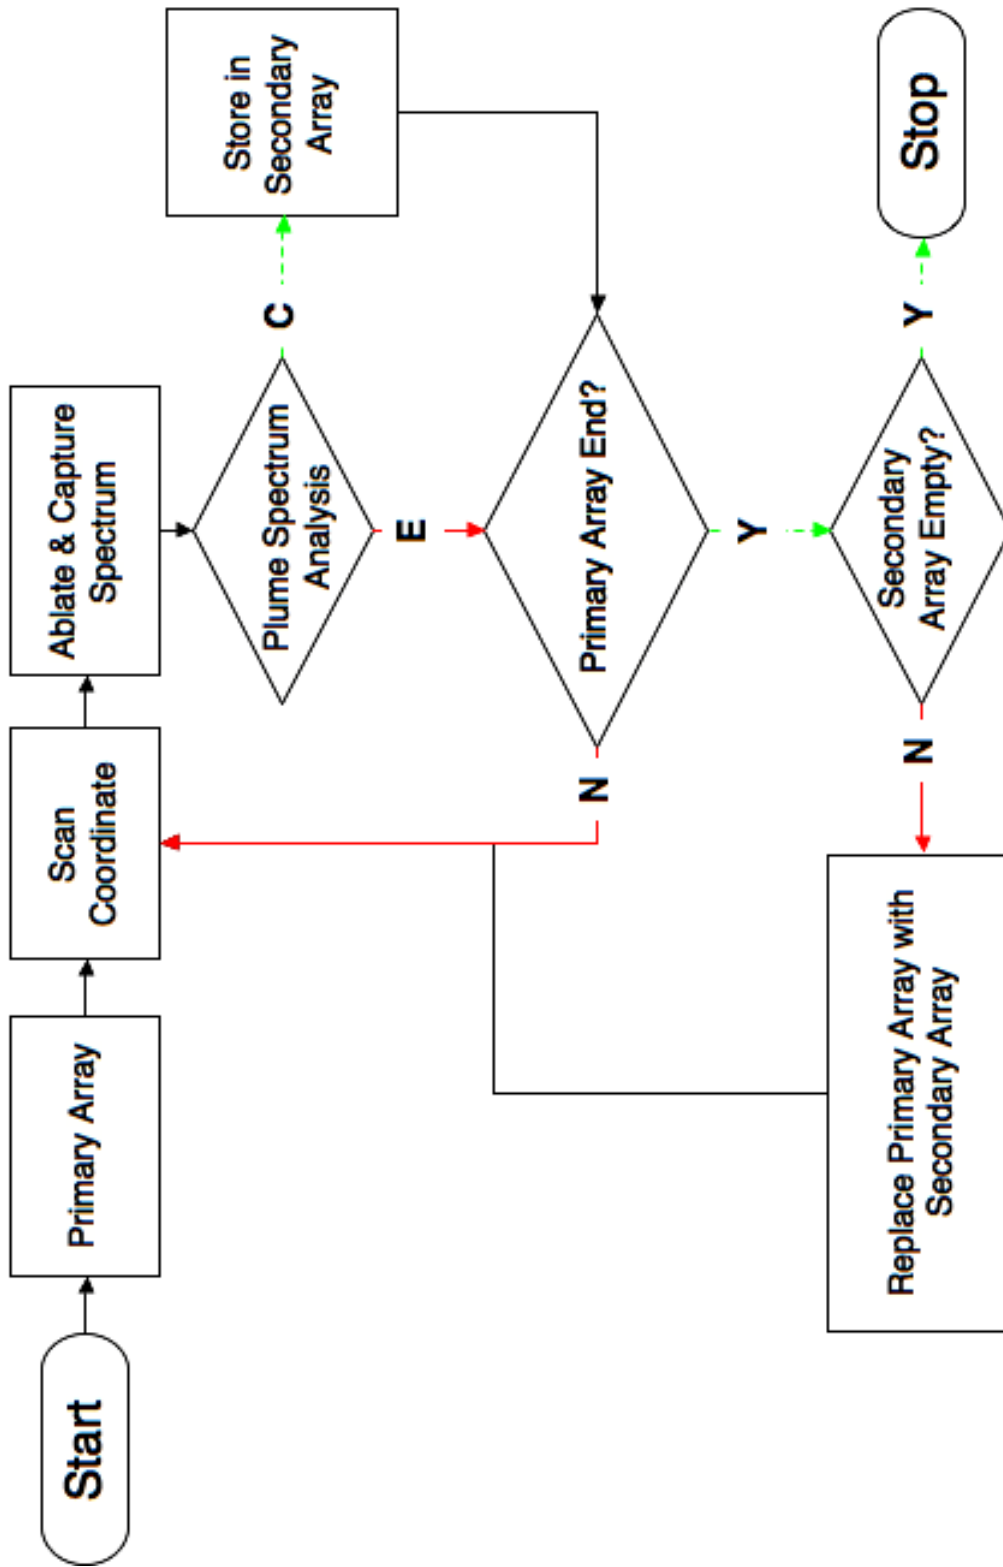 Start
Primary Array
Scan
Coordinate
Ablate & Capture
Spectrum
Plume Spectrum
Analysis
C
Store in
Secondary
Array
E
Primary Array End?
N
Y
Secondary
Array Empty?
N
Y
Replace Primary Array with
Secondary Array
Stop